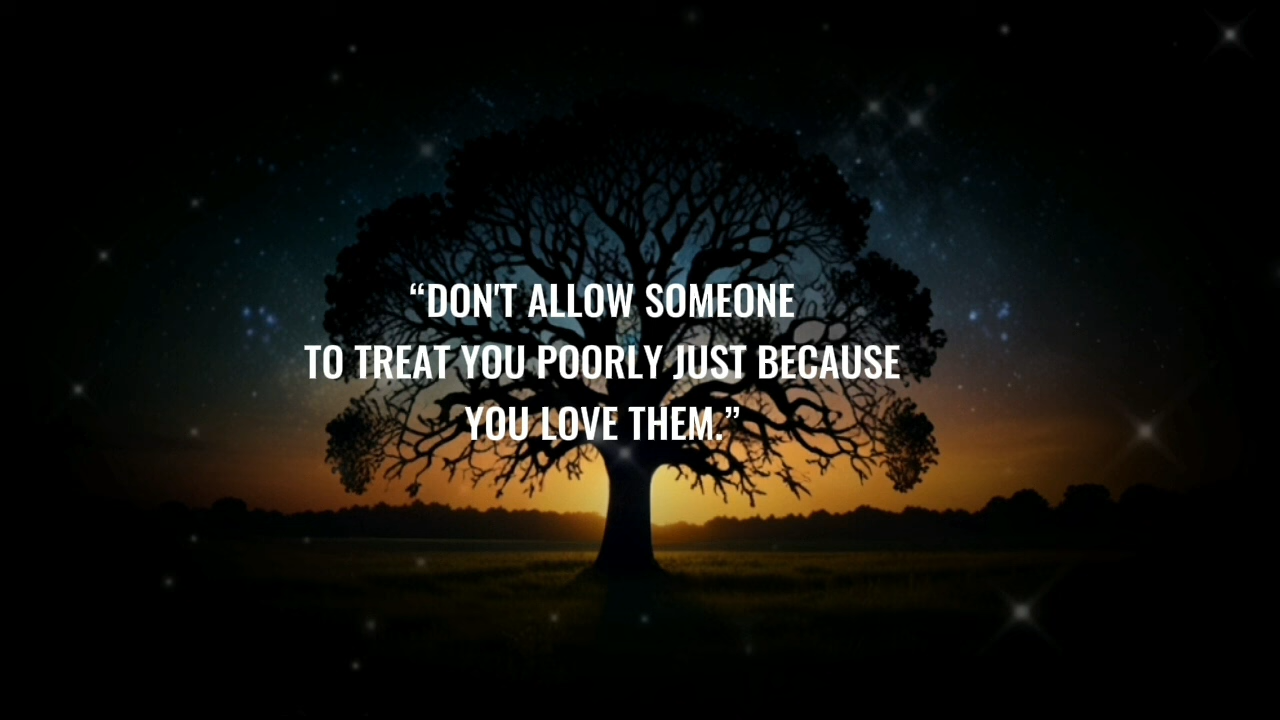 “DON'T ALLOW SOMEONE
TO TREAT YOU POORLY JUST BECAUSE
YOU LOVE THEM.”